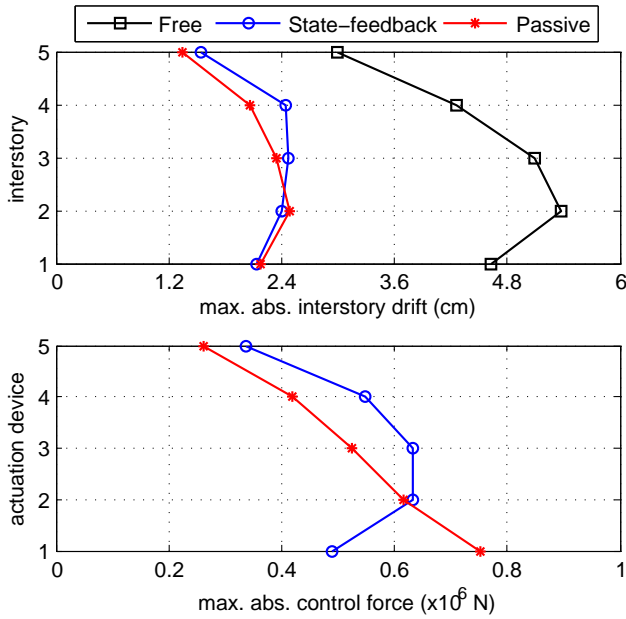 Free State−feedback Passive
5
4
3
2
1
interstory
0 1.2 2.4 3.6 4.8 6
max. abs. interstory drift (cm)
5
4
3
2
1
actuation device
0 0.2 0.4 0.6 0.8 1
max. abs. control force (x10⁶ N)